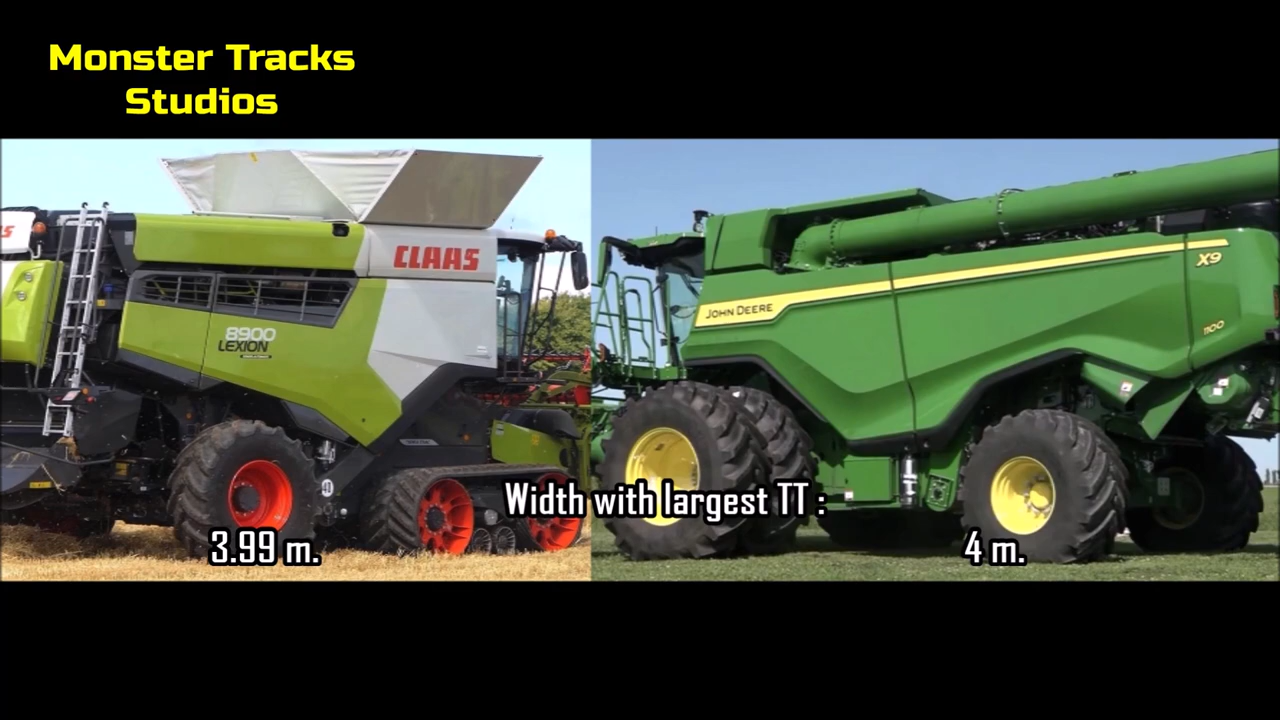 Monster Tracks
Studios
CLAAS
8900
LEXION
JOHN DEERE
X9
1100
Width with largest TT :
3.99 m.
4 m.